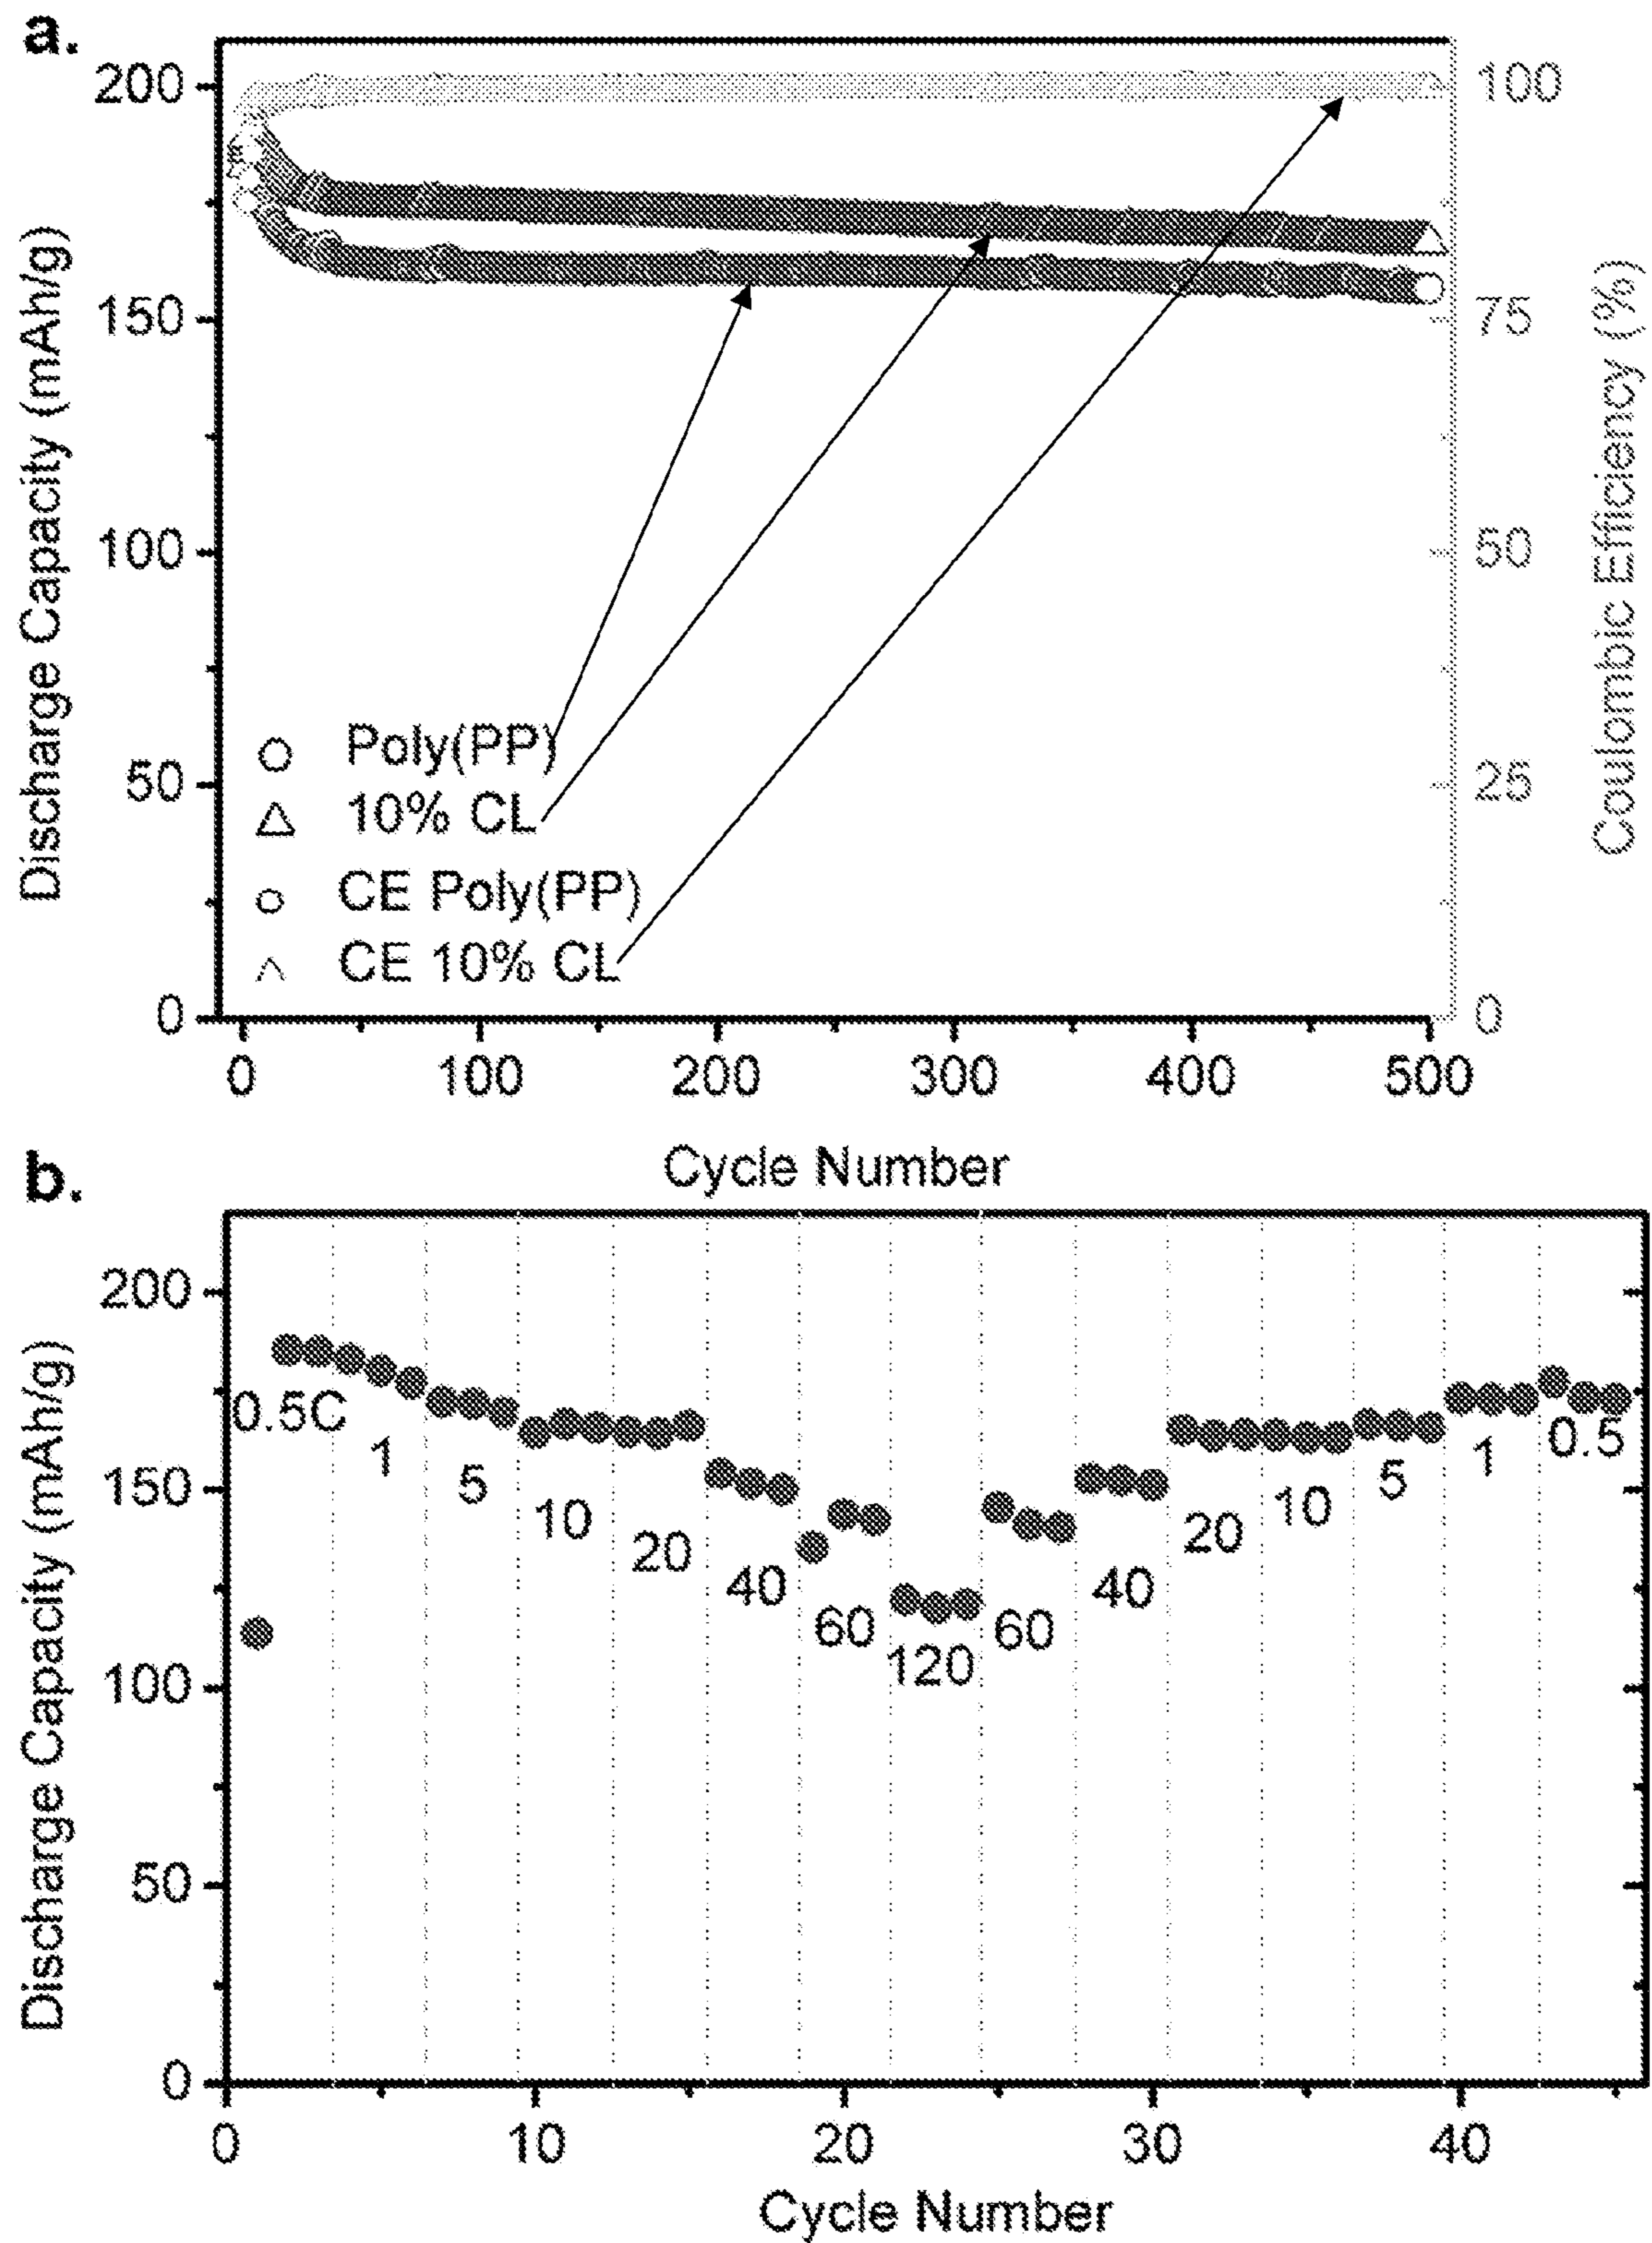 a.
200
150
100
50
0
Discharge Capacity (mAh/g)
100
75
50
25
0
Coulombic Efficiency (%)
Poly(PP)
10% CL
CE Poly(PP)
CE 10% CL
0 100 200 300 400 500
Cycle Number
b.
200
150
100
50
0
Discharge Capacity (mAh/g)
0.5C 1 5 10 20 40 60 120 60 40 20 10 5 1 0.5
0 10 20 30 40
Cycle Number